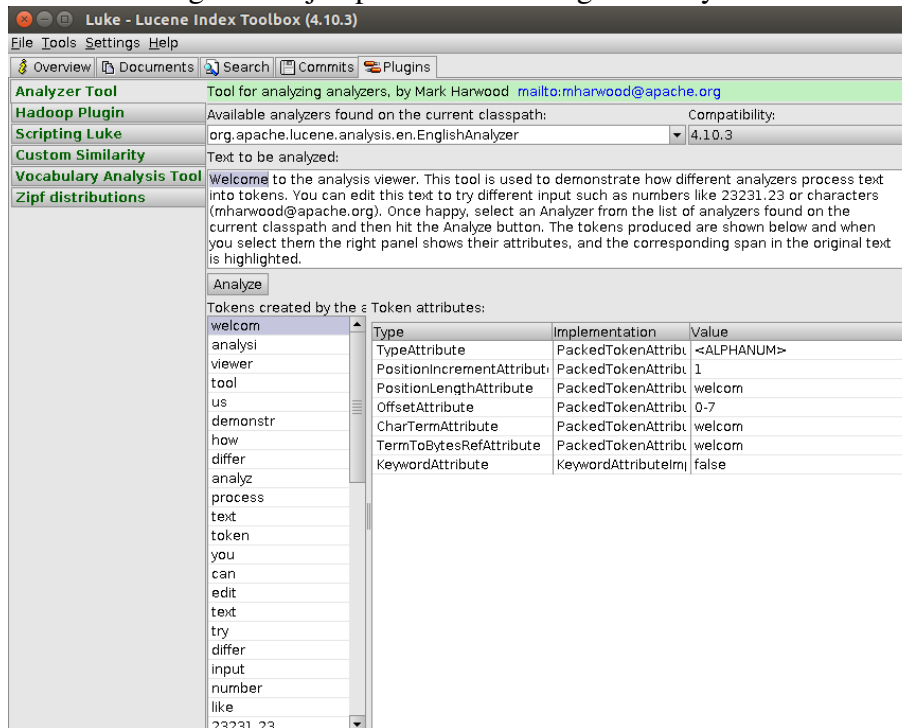 Luke - Lucene Index Toolbox (4.10.3)
File Tools Settings Help
Overview Documents Search Commits Plugins
Analyzer Tool
Hadoop Plugin
Scripting Luke
Custom Similarity
Vocabulary Analysis Tool
Zipf distributions
Tool for analyzing analyzers, by Mark Harwood mailto:mharwood@apache.org
Available analyzers found on the current classpath: Compatibility:
org.apache.lucene.analysis.en.EnglishAnalyzer 4.10.3
Text to be analyzed:
Welcome to the analysis viewer. This tool is used to demonstrate how different analyzers process text
into tokens. You can edit this text to try different input such as numbers like 23231.23 or characters
(mharwood@apache.org). Once happy, select an Analyzer from the list of analyzers found on the
current classpath and then hit the Analyze button. The tokens produced are shown below and when
you select them the right panel shows their attributes, and the corresponding span in the original text
is highlighted.
Analyze
Tokens created by the a
welcom
analysi
viewer
tool
us
demonstr
how
differ
analyz
process
text
token
you
can
edit
text
try
differ
input
number
like
23231.23
Token attributes:
Type Implementation Value
TypeAttribute PackedTokenAttribu <ALPHANUM>
PositionIncrementAttribut PackedTokenAttribu 1
PositionLengthAttribute PackedTokenAttribu welcom
OffsetAttribute PackedTokenAttribu 0-7
CharTermAttribute PackedTokenAttribu welcom
TermToBytesRefAttribute PackedTokenAttribu welcom
KeywordAttribute KeywordAttributeImp false